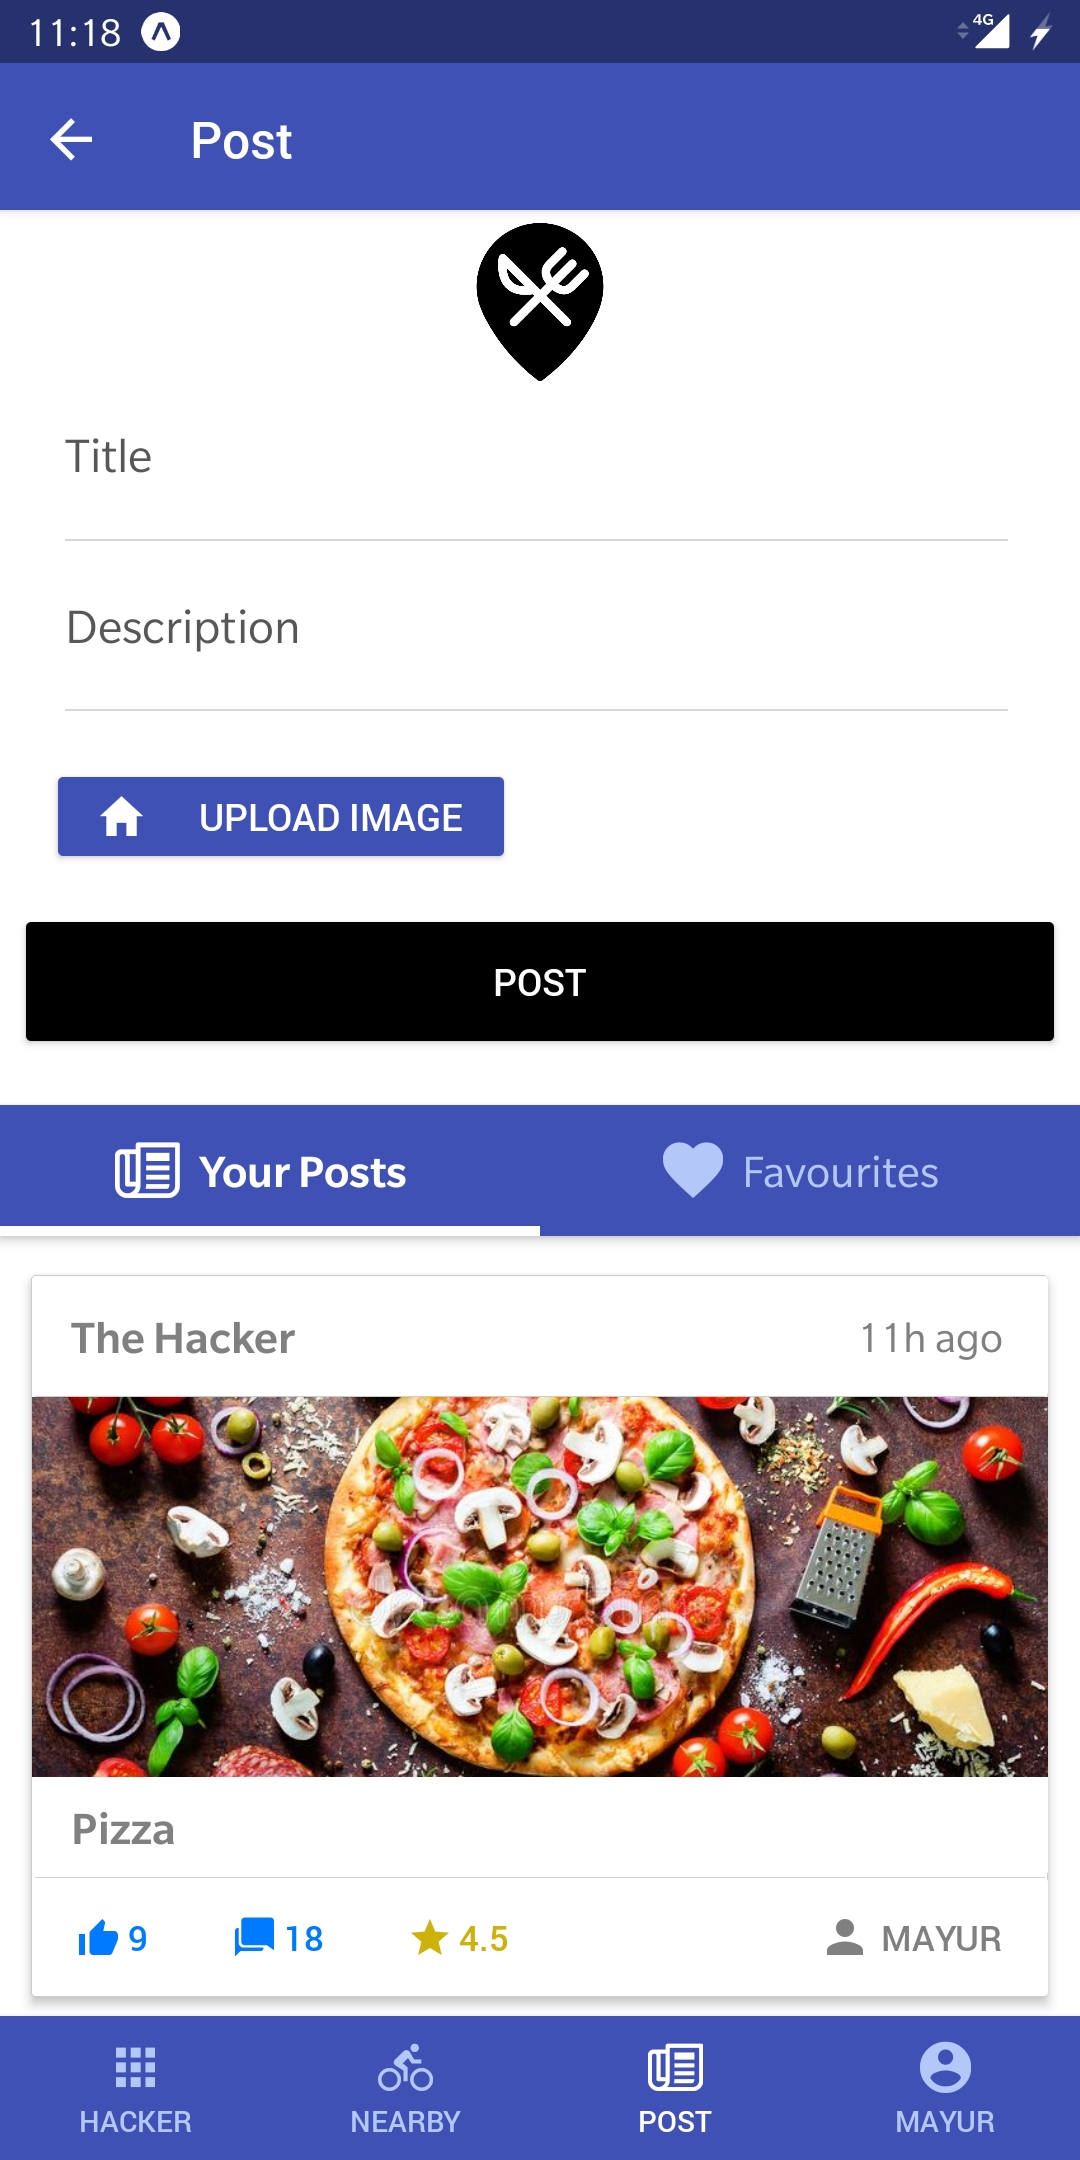 11:18
4G
Post
Title
Description
UPLOAD IMAGE
POST
Your Posts
Favourites
The Hacker
11h ago
Pizza
9
18
4.5
MAYUR
HACKER
NEARBY
POST
MAYUR